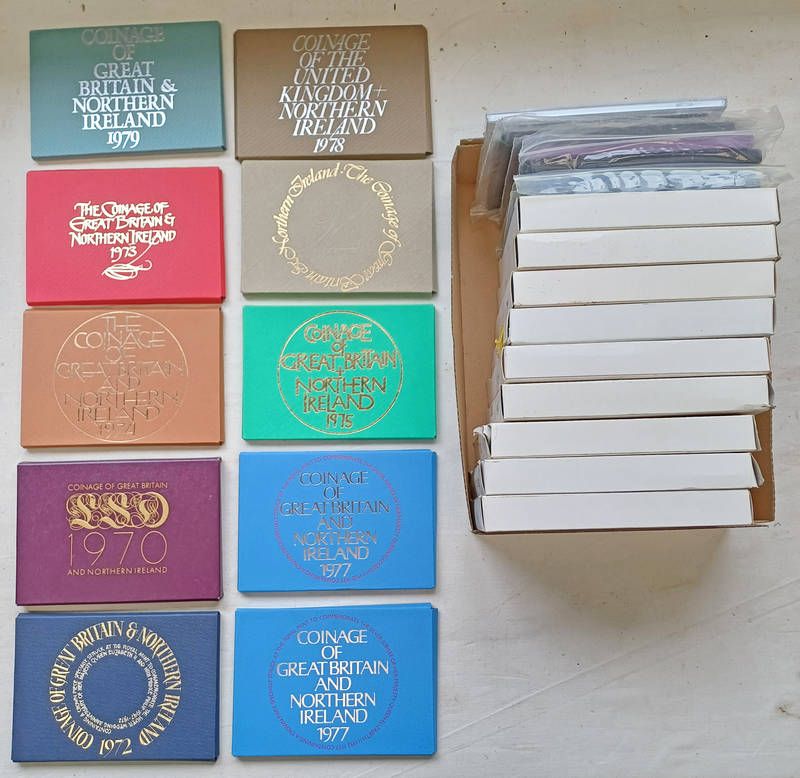 COINAGE
OF
GREAT
BRITAIN &
NORTHERN
IRELAND
1979
COINAGE
OF THE
UNITED
KINGDOM +
NORTHERN
IRELAND
1978
THE COINAGE OF
GREAT BRITAIN &
NORTHERN IRELAND
1973
The Coinage of Great Britain & Northern Ireland ·
THE
COINAGE
OF
GREAT BRITAIN
AND
NORTHERN
IRELAND
1974
COINAGE
OF
GREAT BRITAIN
+
NORTHERN
IRELAND
1975
COINAGE OF GREAT BRITAIN
LSD
1970
AND NORTHERN IRELAND
COINAGE
OF
GREAT BRITAIN
AND
NORTHERN
IRELAND
1977
COINAGE OF GREAT BRITAIN & NORTHERN IRELAND
1972
COINAGE
OF
GREAT BRITAIN
AND
NORTHERN
IRELAND
1977